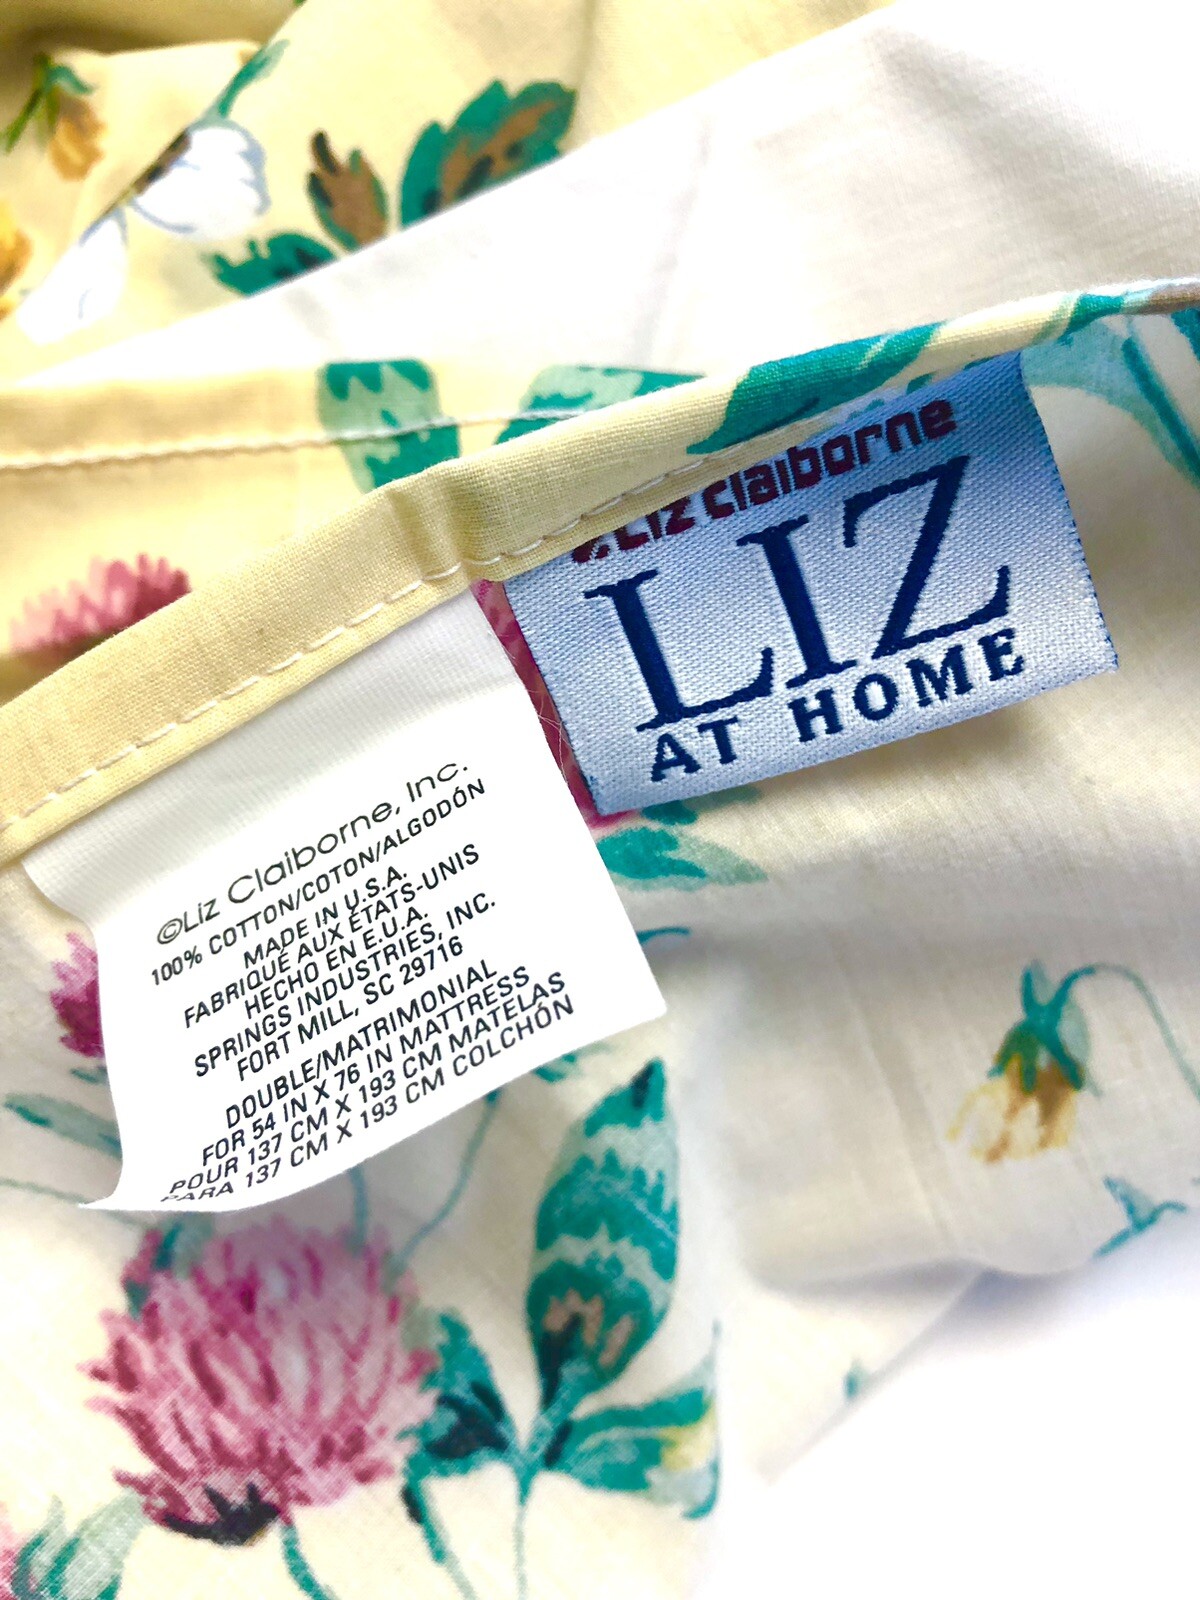 Liz claiborne
LIZ
AT HOME
©Liz Claiborne, Inc.
100% COTTON/COTON/ALGODÓN
MADE IN U.S.A.
FABRIQUÉ AUX ÉTATS-UNIS
HECHO EN E.U.A.
SPRINGS INDUSTRIES, INC.
FORT MILL, SC 29716
DOUBLE/MATRIMONIAL
FOR 54 IN X 76 IN MATTRESS
POUR 137 CM X 193 CM MATELAS
PARA 137 CM X 193 CM COLCHÓN